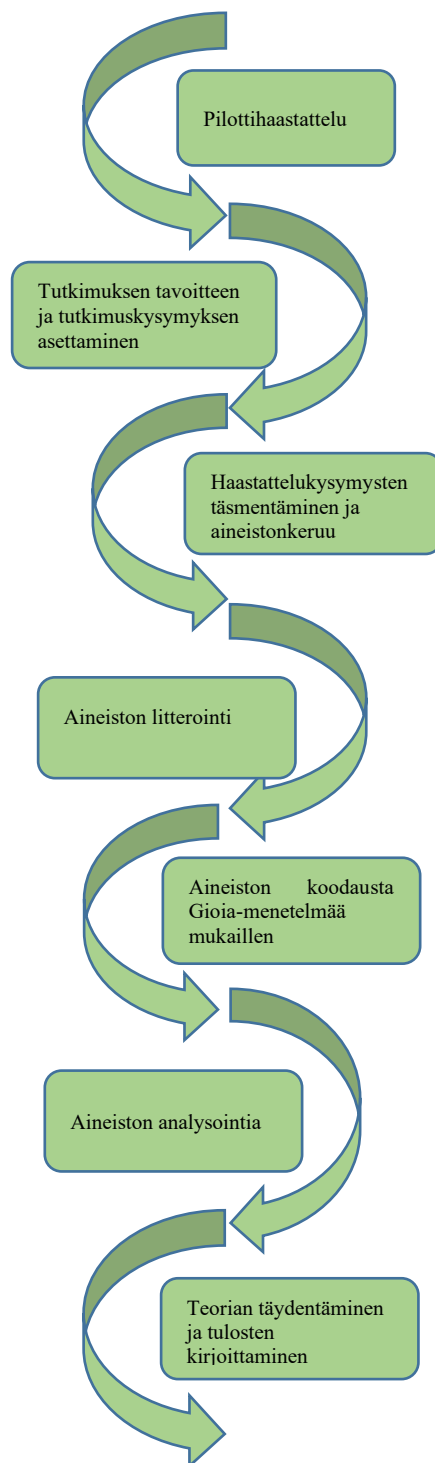 Pilottihaastattelu
Tutkimuksen tavoitteen
ja tutkimuskysymyksen
asettaminen
Haastattelukysymysten
täsmentäminen ja
aineistonkeruu
Aineiston litterointi
Aineiston koodausta
Gioia-menetelmää
mukaillen
Aineiston analysointia
Teorian täydentäminen
ja tulosten
kirjoittaminen